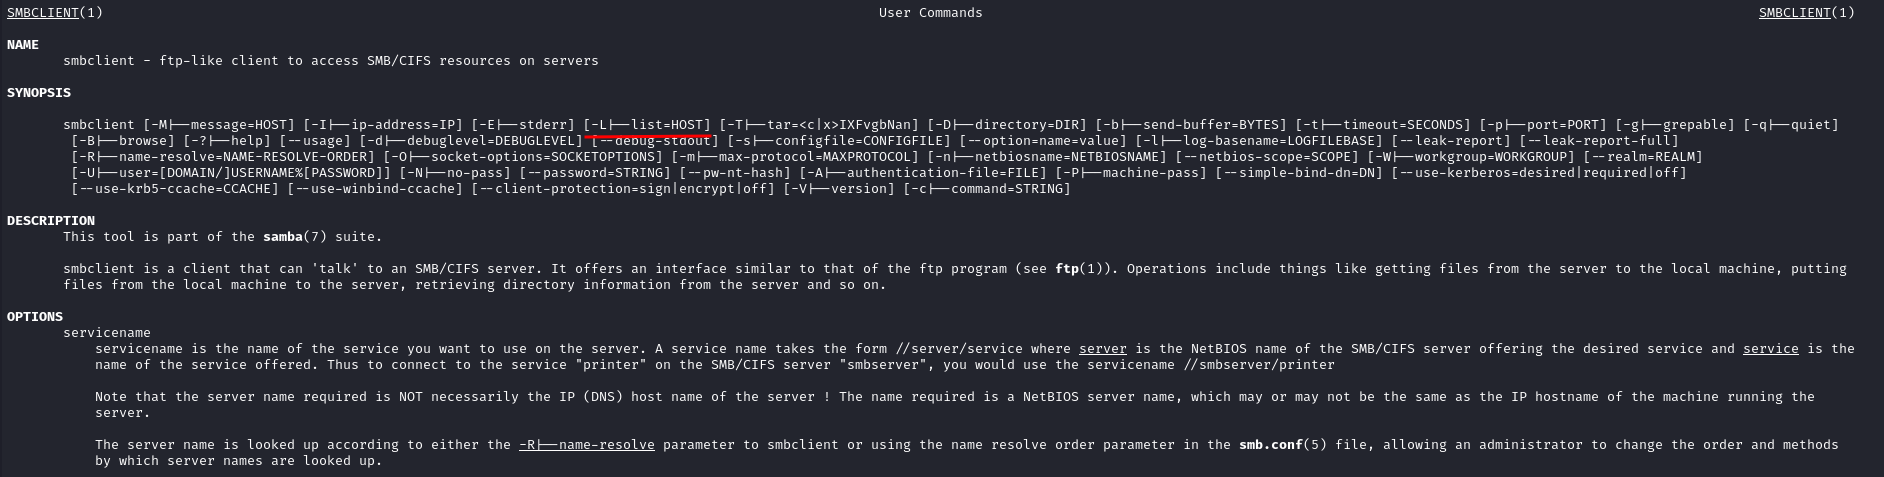 SMBCLIENT(1) User Commands SMBCLIENT(1)
NAME
smbclient - ftp-like client to access SMB/CIFS resources on servers
SYNOPSIS
smbclient [-M|--message=HOST] [-I|--ip-address=IP] [-E|--stderr] [-L|--list=HOST] [-T|--tar=<c|x>IXFvgbNan] [-D|--directory=DIR] [-b|--send-buffer=BYTES] [-t|--timeout=SECONDS] [-p|--port=PORT] [-g|--grepable] [-q|--quiet]
[-B|--browse] [-?|--help] [--usage] [-d|--debuglevel=DEBUGLEVEL] [--debug-stdout] [-s|--configfile=CONFIGFILE] [--option=name=value] [-l|--log-basename=LOGFILEBASE] [--leak-report] [--leak-report-full]
[-R|--name-resolve=NAME-RESOLVE-ORDER] [-O|--socket-options=SOCKETOPTIONS] [-m|--max-protocol=MAXPROTOCOL] [-n|--netbiosname=NETBIOSNAME] [--netbios-scope=SCOPE] [-W|--workgroup=WORKGROUP] [--realm=REALM]
[-U|--user=[DOMAIN/]USERNAME%[PASSWORD]] [-N|--no-pass] [--password=STRING] [--pw-nt-hash] [-A|--authentication-file=FILE] [-P|--machine-pass] [--simple-bind-dn=DN] [--use-kerberos=desired|required|off]
[--use-krb5-ccache=CCACHE] [--use-winbind-ccache] [--client-protection=sign|encrypt|off] [-V|--version] [-c|--command=STRING]
DESCRIPTION
This tool is part of the samba(7) suite.
smbclient is a client that can 'talk' to an SMB/CIFS server. It offers an interface similar to that of the ftp program (see ftp(1)). Operations include things like getting files from the server to the local machine, putting
files from the local machine to the server, retrieving directory information from the server and so on.
OPTIONS
servicename
servicename is the name of the service you want to use on the server. A service name takes the form //server/service where server is the NetBIOS name of the SMB/CIFS server offering the desired service and service is the
name of the service offered. Thus to connect to the service "printer" on the SMB/CIFS server "smbserver", you would use the servicename //smbserver/printer
Note that the server name required is NOT necessarily the IP (DNS) host name of the server ! The name required is a NetBIOS server name, which may or may not be the same as the IP hostname of the machine running the
server.
The server name is looked up according to either the -R|--name-resolve parameter to smbclient or using the name resolve order parameter in the smb.conf(5) file, allowing an administrator to change the order and methods
by which server names are looked up.